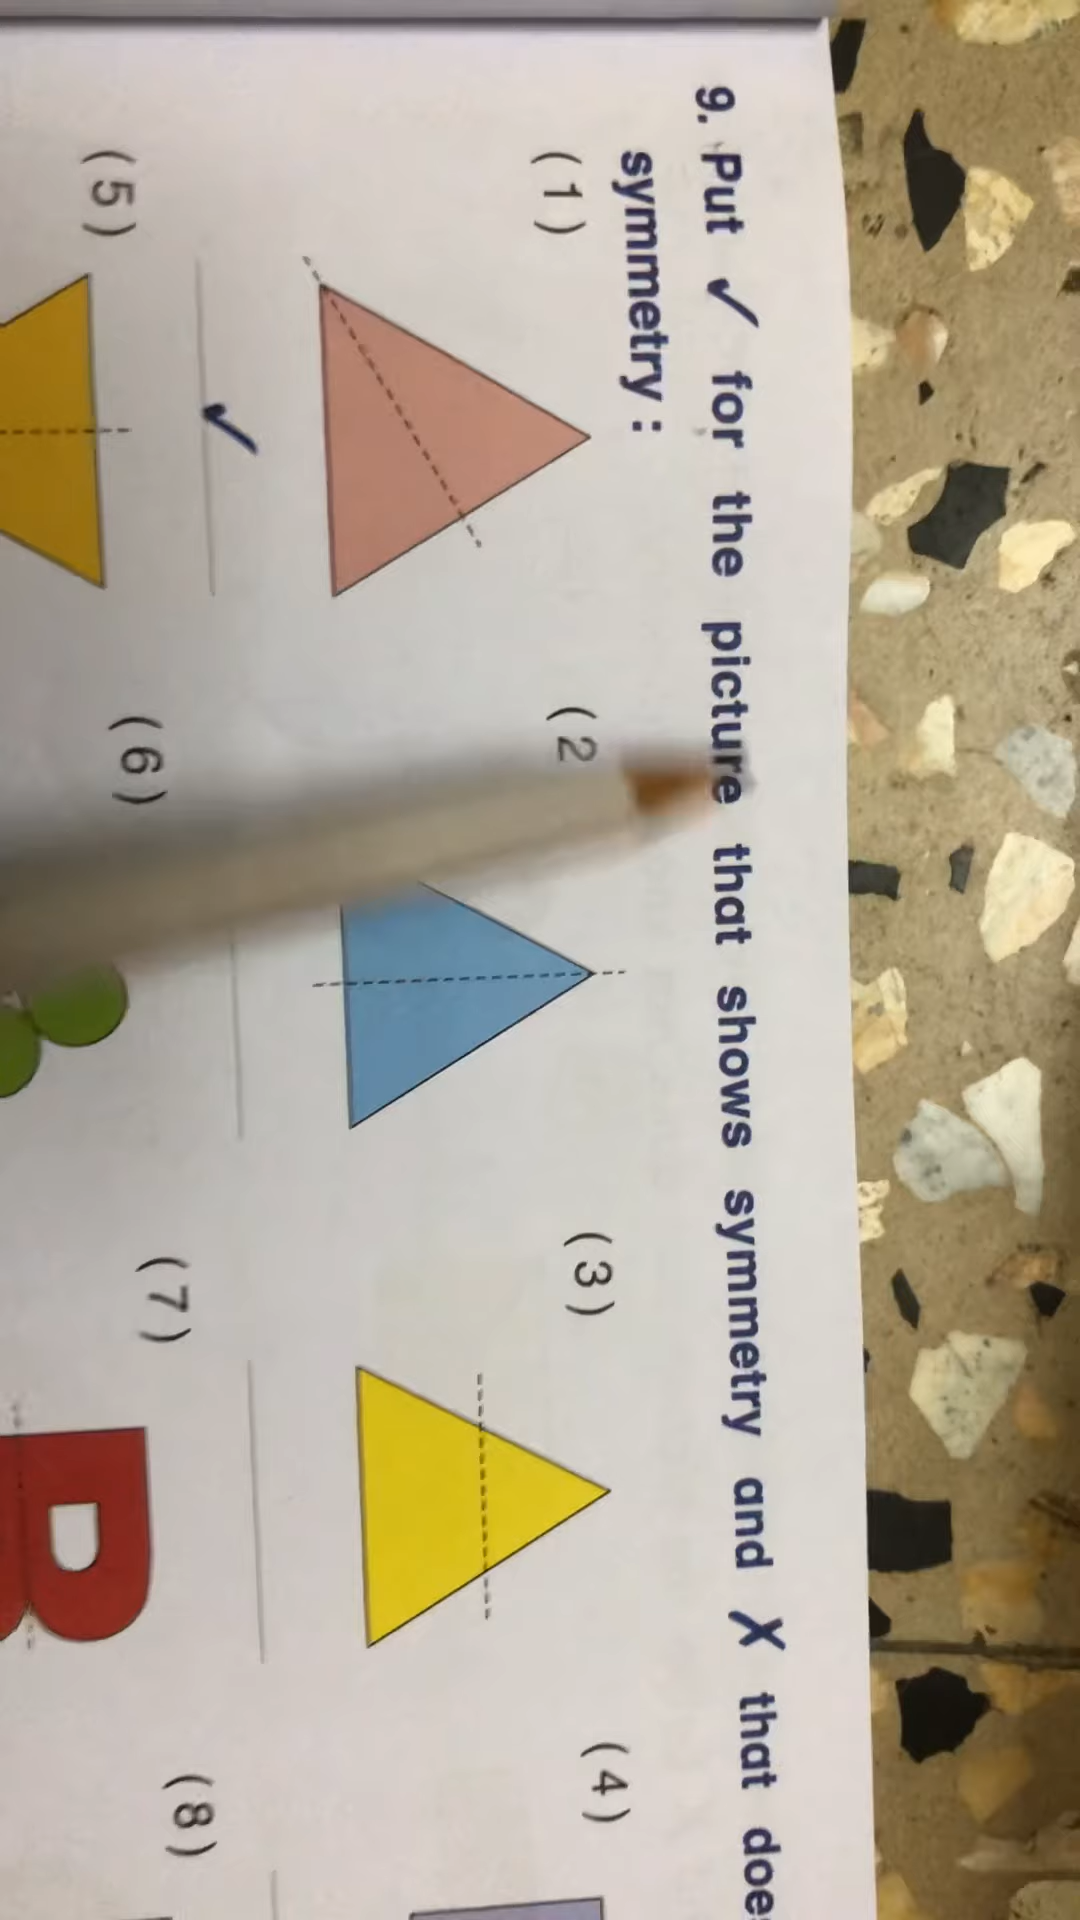 9. Put ✓ for the picture that shows symmetry and ✗ that does
symmetry :
(1) (2 (3) (4)
✓
(5) (6) (7) (8)
B